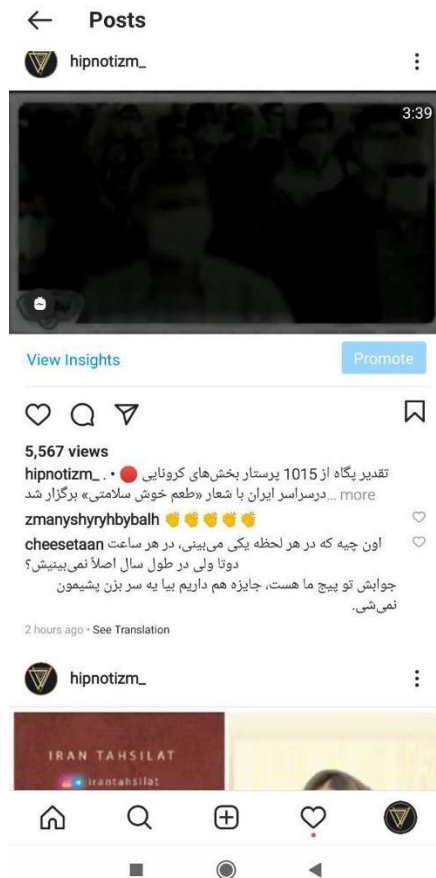 Posts
hipnotizm_
3:39
View Insights
Promote
5,567 views
hipnotizm_ . • 🔴 تقدیر پگاه از 1015 پرستار بخش‌های کرونایی
درسراسر ایران با شعار «طعم خوش سلامتی» برگزار شد... more
zmanyshyryhbybalh 👏👏👏👏👏
cheesetaan اون چیه که در هر لحظه یکی می‌بینی، در هر ساعت
دوتا ولی در طول سال اصلاً نمی‌بینیش؟
جوابش تو پیج ما هست، جایزه هم داریم بیا یه سر بزن پشیمون
نمی‌شی.
2 hours ago · See Translation
hipnotizm_
IRAN TAHSILAT
irantahsilat